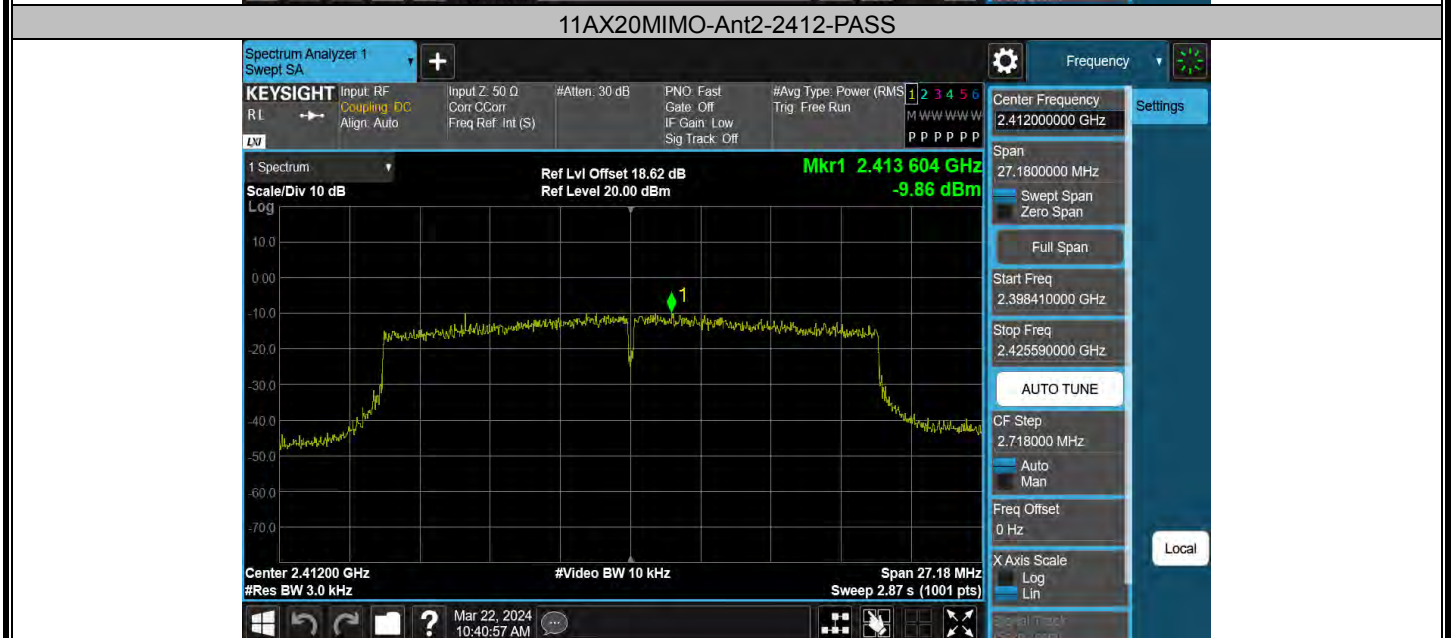 11AX20MIMO-Ant2-2412-PASS
Spectrum Analyzer 1
Swept SA
Frequency
KEYSIGHT
RL
LXI
Input: RF
Coupling: DC
Align: Auto
Input Z: 50 Ω
Corr CCorr
Freq Ref: Int (S)
#Atten: 30 dB
PNO: Fast
Gate: Off
IF Gain: Low
Sig Track: Off
#Avg Type: Power (RMS
Trig: Free Run
1 2 3 4 5 6
M W W W W W
P P P P P P
Center Frequency
2.412000000 GHz
Settings
1 Spectrum
Scale/Div 10 dB
Log
Ref Lvl Offset 18.62 dB
Ref Level 20.00 dBm
Mkr1 2.413 604 GHz
-9.86 dBm
Span
27.1800000 MHz
Swept Span
Zero Span
Full Span
Start Freq
2.398410000 GHz
Stop Freq
2.425590000 GHz
AUTO TUNE
CF Step
2.718000 MHz
Auto
Man
Freq Offset
0 Hz
X Axis Scale
Log
Lin
Local
10.0
0.00
-10.0
-20.0
-30.0
-40.0
-50.0
-60.0
-70.0
1
Center 2.41200 GHz
#Res BW 3.0 kHz
#Video BW 10 kHz
Span 27.18 MHz
Sweep 2.87 s (1001 pts)
?
Mar 22, 2024
10:40:57 AM
Signal Track